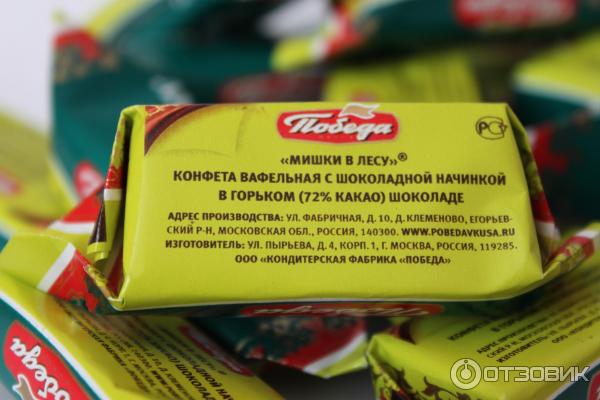 Победа
РСТ
«МИШКИ В ЛЕСУ»®
КОНФЕТА ВАФЕЛЬНАЯ С ШОКОЛАДНОЙ НАЧИНКОЙ
В ГОРЬКОМ (72% КАКАО) ШОКОЛАДЕ
АДРЕС ПРОИЗВОДСТВА: УЛ. ФАБРИЧНАЯ, Д. 10, Д. КЛЕМЕНОВО, ЕГОРЬЕВ-
СКИЙ Р-Н, МОСКОВСКАЯ ОБЛ., РОССИЯ, 140300. WWW.POBEDAVKUSA.RU
ИЗГОТОВИТЕЛЬ: УЛ. ПЫРЬЕВА, Д. 4, КОРП. 1, Г. МОСКВА, РОССИЯ, 119285.
ООО «КОНДИТЕРСКАЯ ФАБРИКА «ПОБЕДА»
Победа
ОТЗОВИК